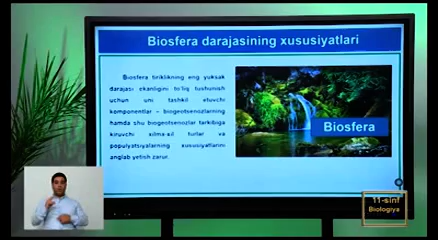 Biosfera darajasining xususiyatlari
Biosfera tiriklikning eng yuksak
darajasi ekanligini to'liq tushunish
uchun uni tashkil etuvchi
komponentlar – biogeotsenozlarning
hamda shu biogeotsenozlar tarkibiga
kiruvchi xilma-xil turlar va
populyatsiyalarning xususiyatlarini
anglab yetish zarur.
Biosfera
11-sinf
Biologiya